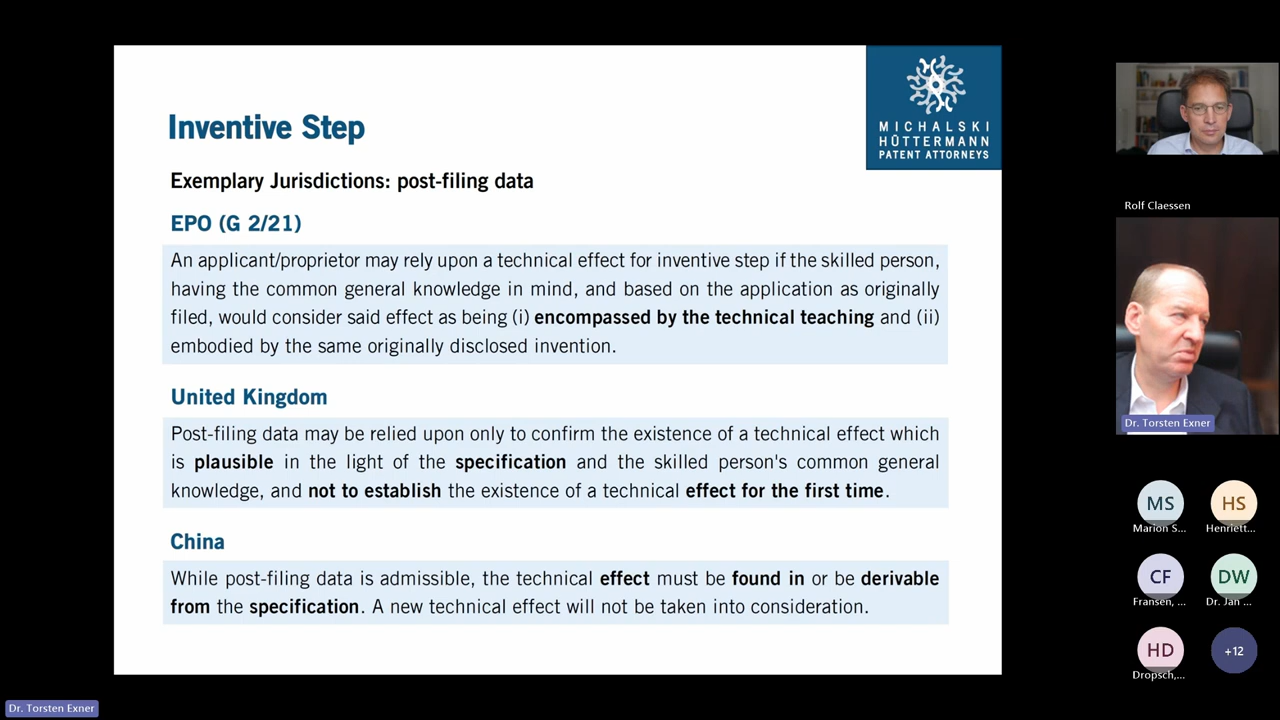 Inventive Step
MICHALSKI
HÜTTERMANN
PATENT ATTORNEYS
Exemplary Jurisdictions: post-filing data
EPO (G 2/21)
An applicant/proprietor may rely upon a technical effect for inventive step if the skilled person,
having the common general knowledge in mind, and based on the application as originally
filed, would consider said effect as being (i) encompassed by the technical teaching and (ii)
embodied by the same originally disclosed invention.
United Kingdom
Post-filing data may be relied upon only to confirm the existence of a technical effect which
is plausible in the light of the specification and the skilled person's common general
knowledge, and not to establish the existence of a technical effect for the first time.
China
While post-filing data is admissible, the technical effect must be found in or be derivable
from the specification. A new technical effect will not be taken into consideration.
Rolf Claessen
Dr. Torsten Exner
MS
HS
Marion S...
Henriett...
CF
DW
Fransen, ...
Dr. Jan ...
HD
+12
Dropsch,...
Dr. Torsten Exner